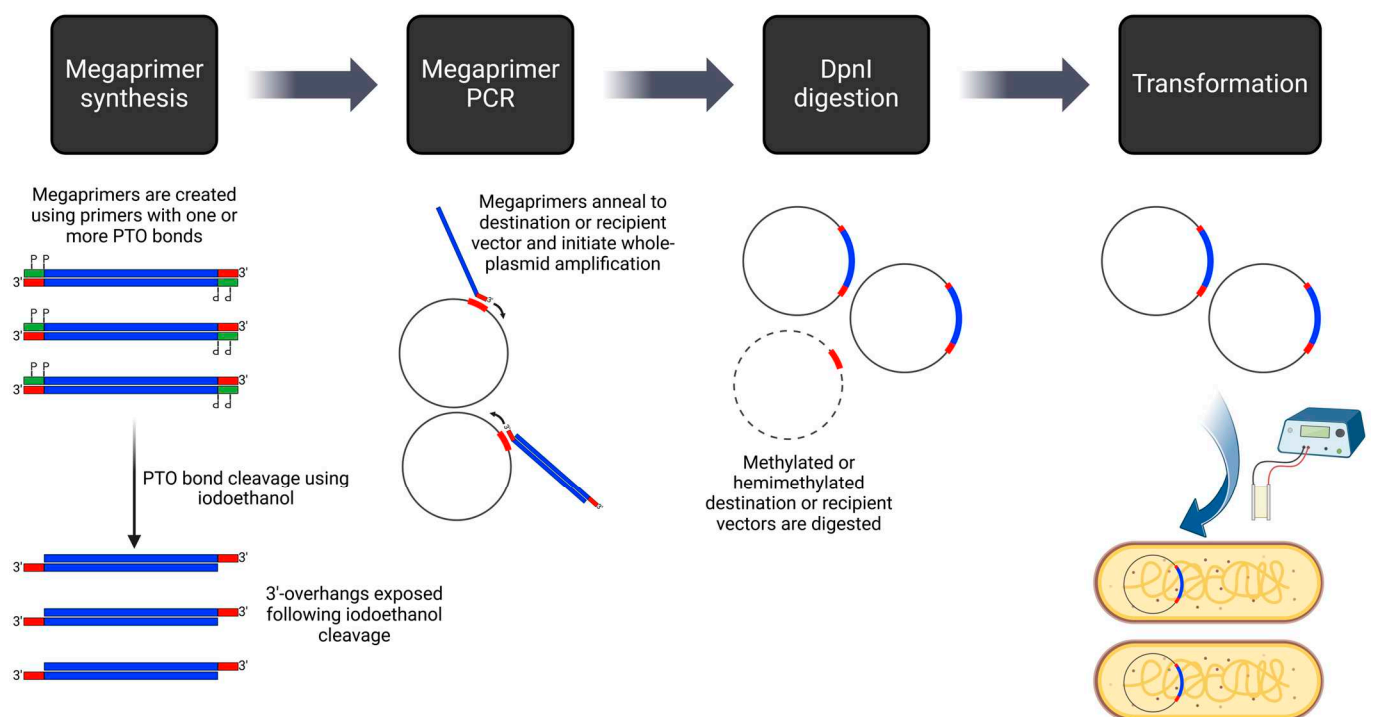 Megaprimer
synthesis
Megaprimer
PCR
DpnI
digestion
Transformation
Megaprimers are created
using primers with one or
more PTO bonds
P P
3'
3'
d d
P P
3'
3'
d d
P P
3'
3'
d d
PTO bond cleavage using
iodoethanol
3'
3'
3'
3'
3'
3'
3'-overhangs exposed
following iodoethanol
cleavage
Megaprimers anneal to
destination or recipient
vector and initiate whole-
plasmid amplification
3'
3'
3'
Methylated or
hemimethylated
destination or recipient
vectors are digested